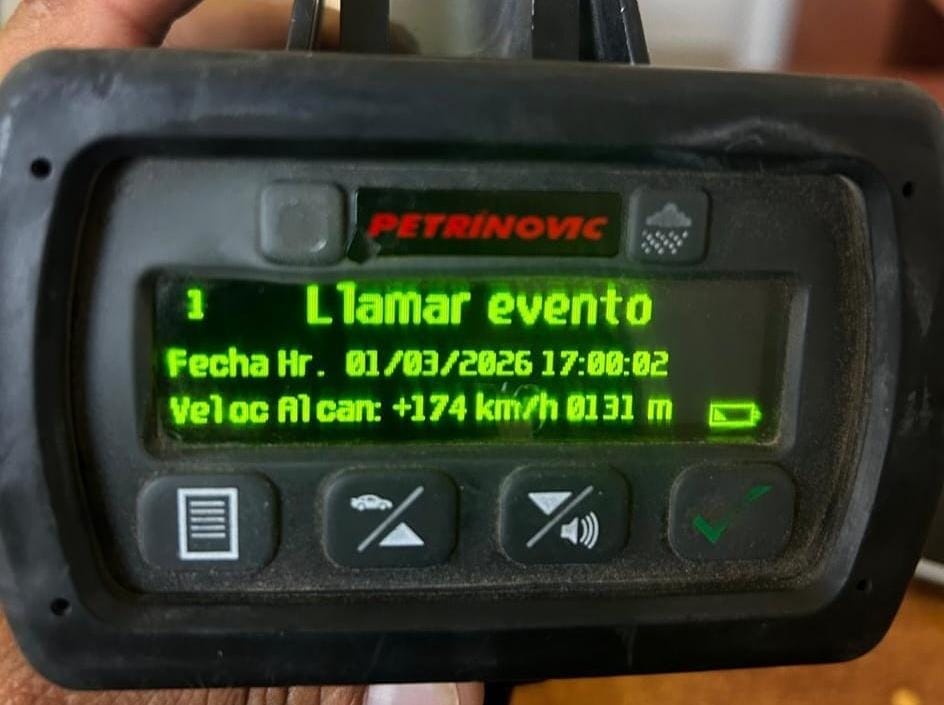 PETRINOVIC
1 Llamar evento
Fecha Hr. 01/03/2026 17:00:02
Veloc Alcan: +174 km/h 0131 m